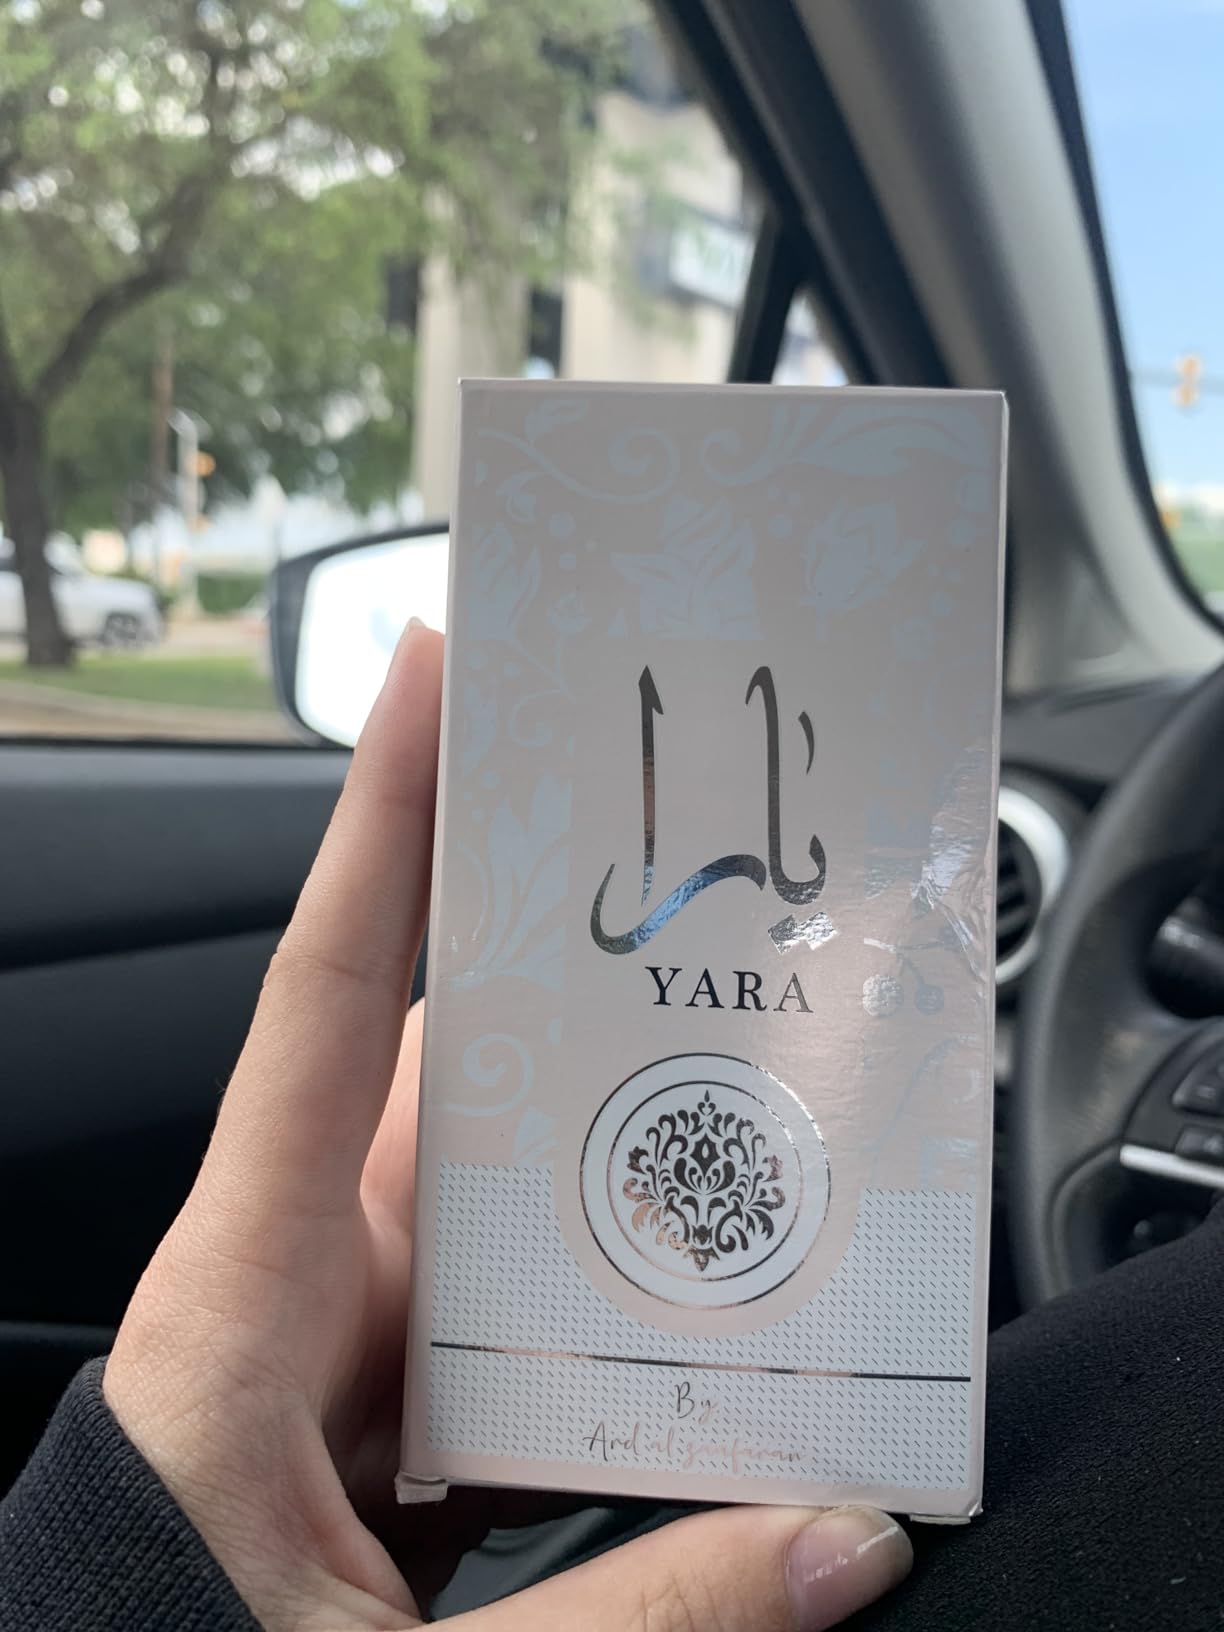 يارا
YARA
By
Ard al zaafaran